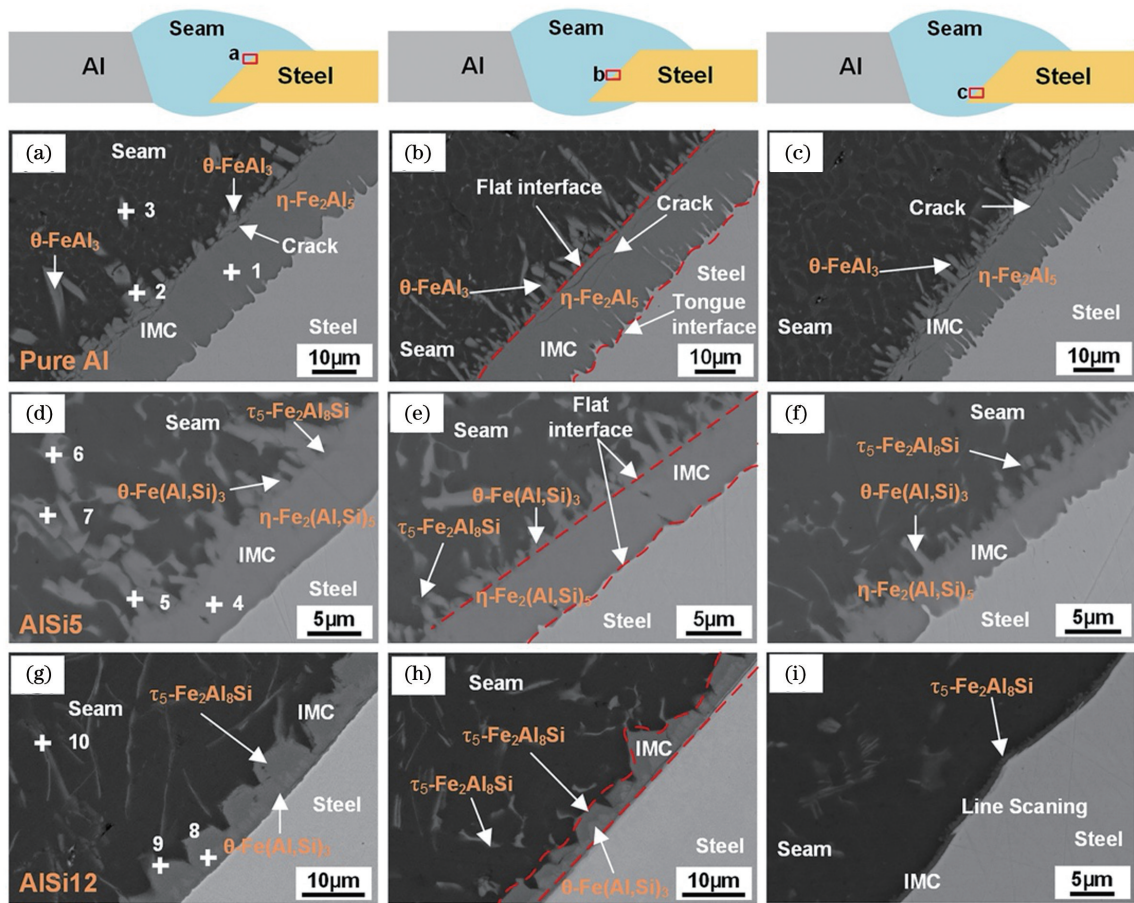 Seam
Al
a
Steel
Seam
Al
b
Steel
Seam
Al
c
Steel
(a)
Seam
θ-FeAl₃
η-Fe₂Al₅
3
θ-FeAl₃
Crack
1
2
IMC
Steel
Pure Al
10μm
(b)
Flat interface
Crack
Steel
θ-FeAl₃
η-Fe₂Al₅
Tongue
interface
IMC
Seam
10μm
(c)
Crack
θ-FeAl₃
η-Fe₂Al₅
Seam
IMC
Steel
10μm
(d)
τ₅-Fe₂Al₈Si
Seam
6
θ-Fe(Al,Si)₃
7
η-Fe₂(Al,Si)₅
IMC
5
4
Steel
AlSi5
5μm
(e)
Flat
interface
Seam
IMC
θ-Fe(Al,Si)₃
τ₅-Fe₂Al₈Si
η-Fe₂(Al,Si)₅
Steel
5μm
(f)
Seam
τ₅-Fe₂Al₈Si
θ-Fe(Al,Si)₃
IMC
η-Fe₂(Al,Si)₅
Steel
5μm
(g)
τ₅-Fe₂Al₈Si
Seam
IMC
10
Steel
8
θ-Fe(Al,Si)₃
9
AlSi12
10μm
(h)
Seam
τ₅-Fe₂Al₈Si
IMC
τ₅-Fe₂Al₈Si
Steel
θ-Fe(Al,Si)₃
10μm
(i)
τ₅-Fe₂Al₈Si
Line Scaning
Steel
Seam
IMC
5μm